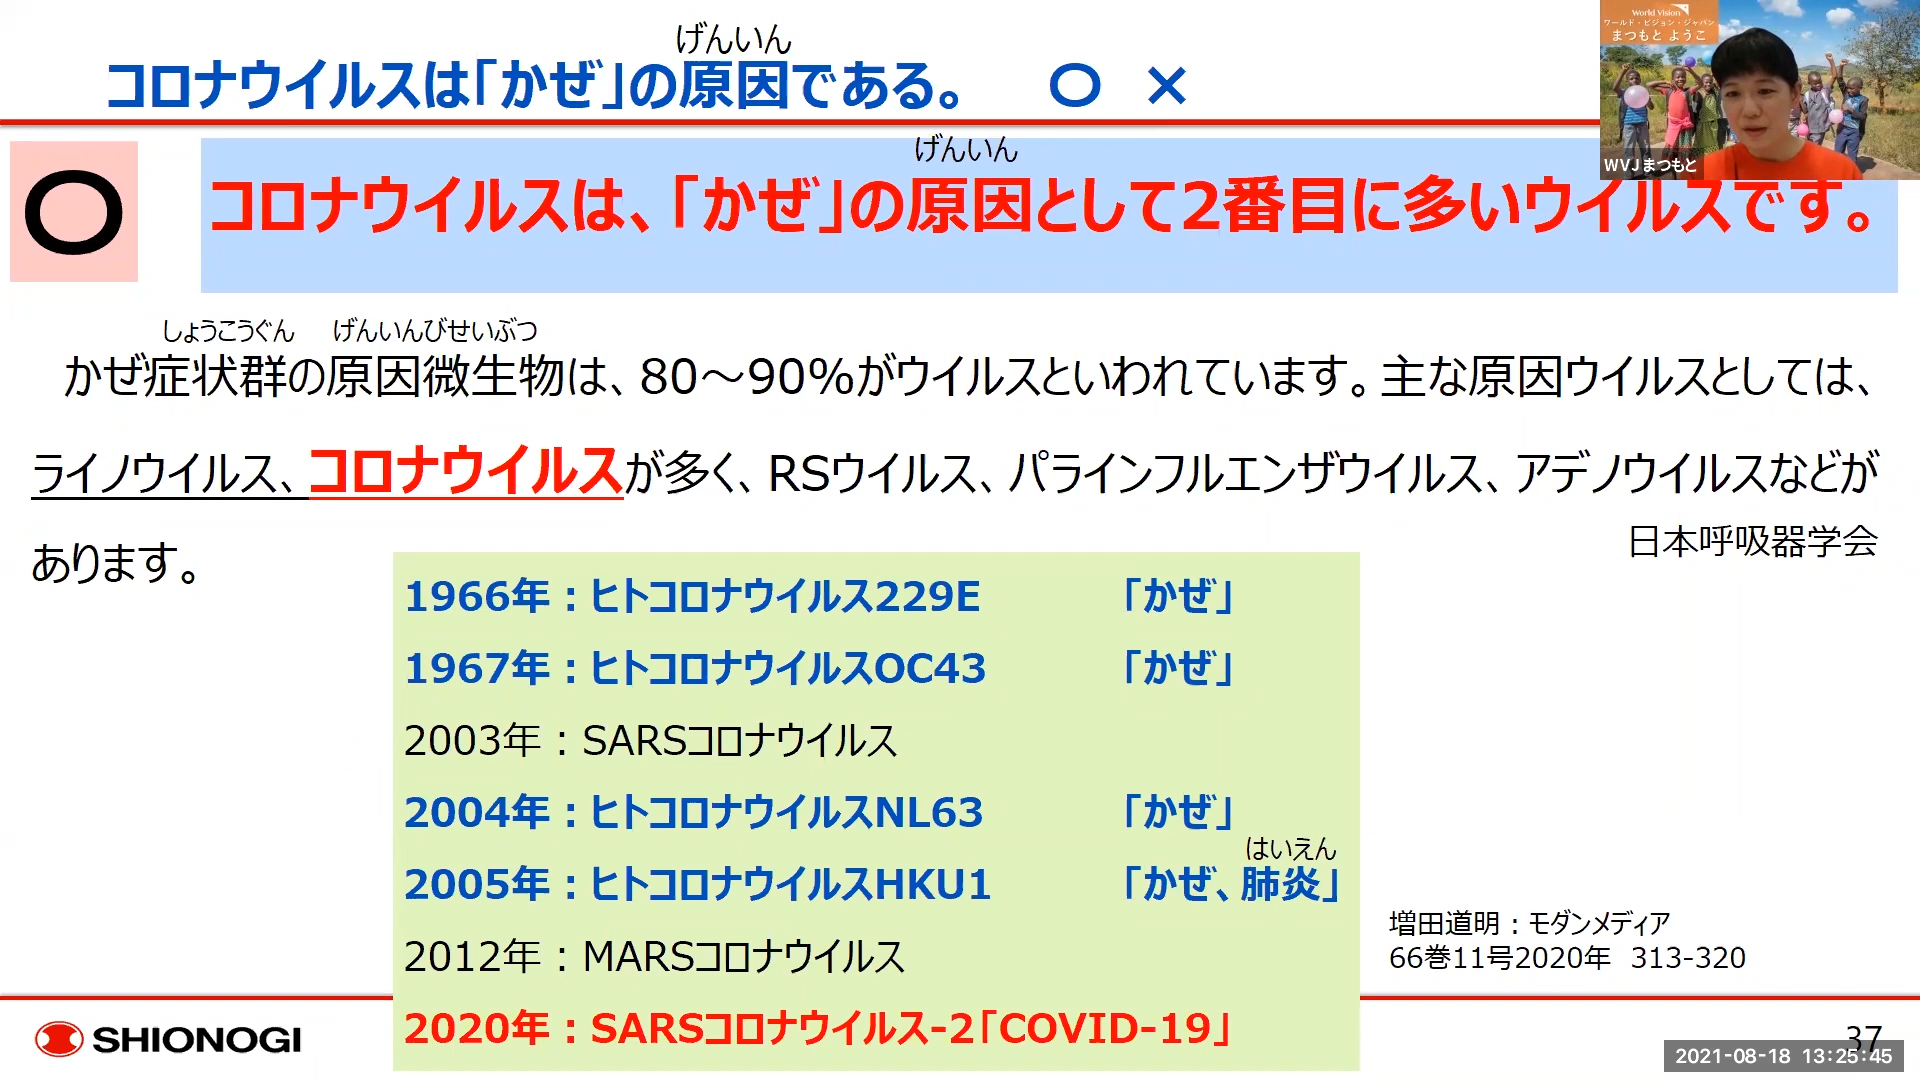 げんいん
コロナウイルスは「かぜ」の原因である。 〇 ×
World Vision
ワールド・ビジョン・ジャパン
まつもと ようこ
WVJまつもと
〇
げんいん
コロナウイルスは、「かぜ」の原因として2番目に多いウイルスです。
しょうこうぐん げんいんびせいぶつ
かぜ症状群の原因微生物は、80～90%がウイルスといわれています。主な原因ウイルスとしては、
ライノウイルス、コロナウイルスが多く、RSウイルス、パラインフルエンザウイルス、アデノウイルスなどが
あります。
日本呼吸器学会
1966年：ヒトコロナウイルス229E 「かぜ」
1967年：ヒトコロナウイルスOC43 「かぜ」
2003年：SARSコロナウイルス
2004年：ヒトコロナウイルスNL63 「かぜ」
はいえん
2005年：ヒトコロナウイルスHKU1 「かぜ、肺炎」
2012年：MARSコロナウイルス
2020年：SARSコロナウイルス-2「COVID-19」
増田道明：モダンメディア
66巻11号2020年 313-320
SHIONOGI
37
2021-08-18 13:25:45